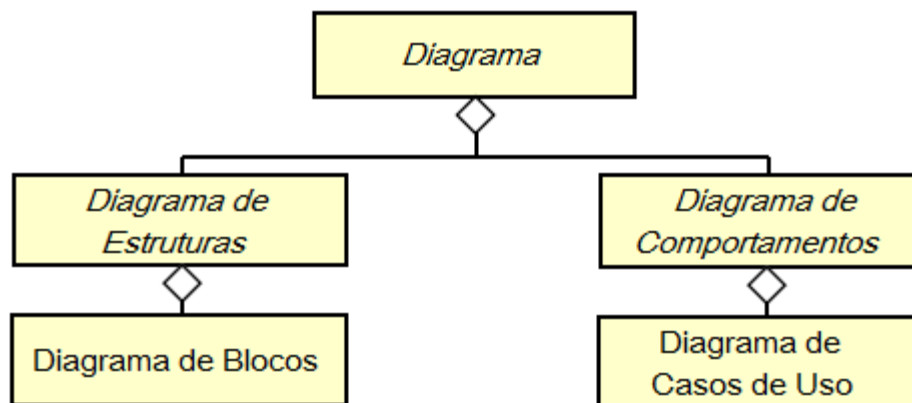 Diagrama
Diagrama de
Estruturas
Diagrama de
Comportamentos
Diagrama de Blocos
Diagrama de
Casos de Uso